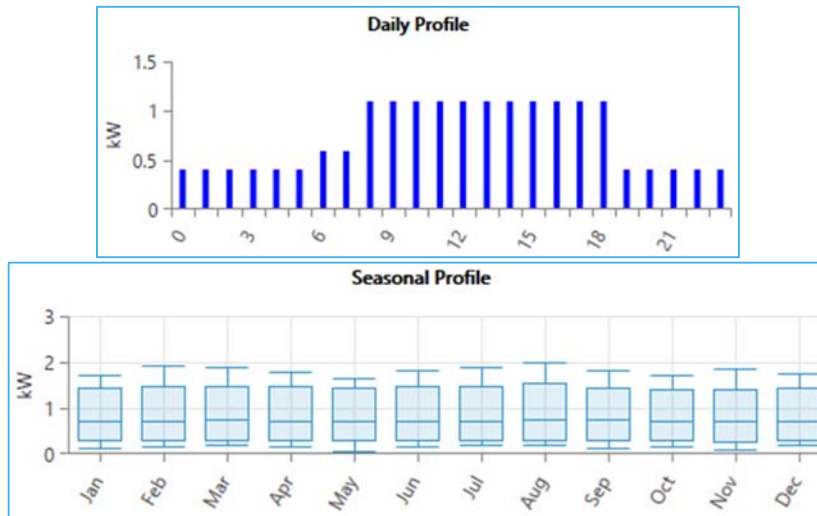 Daily Profile
kW
1.5
1
0.5
0
0 3 6 9 12 15 18 21
Seasonal Profile
kW
3
2
1
0
Jan Feb Mar Apr May Jun Jul Aug Sep Oct Nov Dec